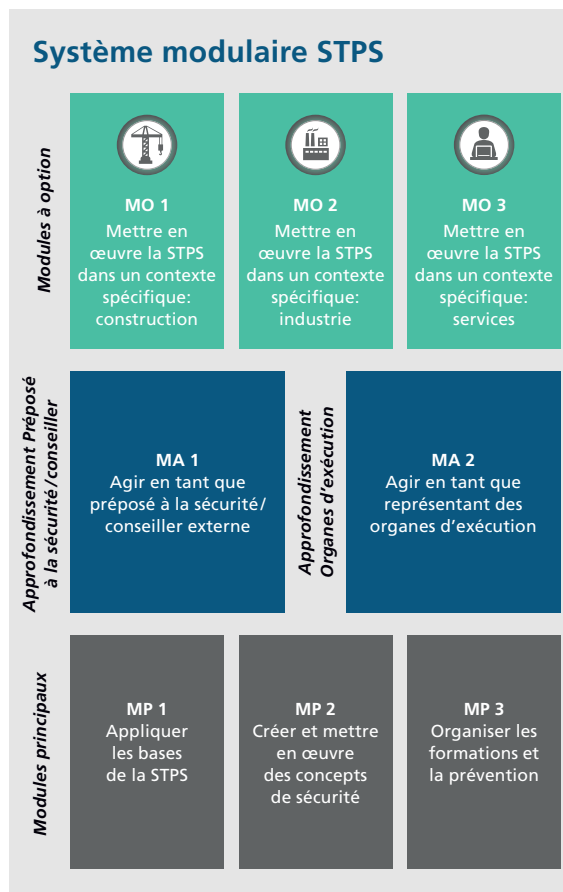 Système modulaire STPS
Modules à option
MO 1
Mettre en
œuvre la STPS
dans un contexte
spécifique:
construction
MO 2
Mettre en
œuvre la STPS
dans un contexte
spécifique:
industrie
MO 3
Mettre en
œuvre la STPS
dans un contexte
spécifique:
services
Approfondissement Préposé
à la sécurité/conseiller
MA 1
Agir en tant que
préposé à la sécurité/
conseiller externe
Approfondissement
Organes d’exécution
MA 2
Agir en tant que
représentant des
organes d’exécution
Modules principaux
MP 1
Appliquer
les bases
de la STPS
MP 2
Créer et mettre
en œuvre
des concepts
de sécurité
MP 3
Organiser les
formations et
la prévention